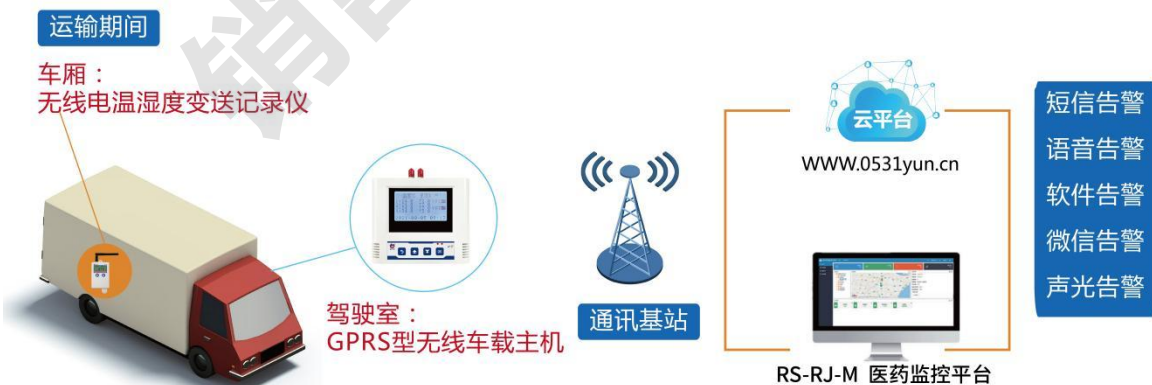 运输期间
车厢：
无线电温湿度变送记录仪
驾驶室：
GPRS型无线车载主机
通讯基站
云平台
WWW.0531yun.cn
RS-RJ-M 医药监控平台
短信告警
语音告警
软件告警
微信告警
声光告警